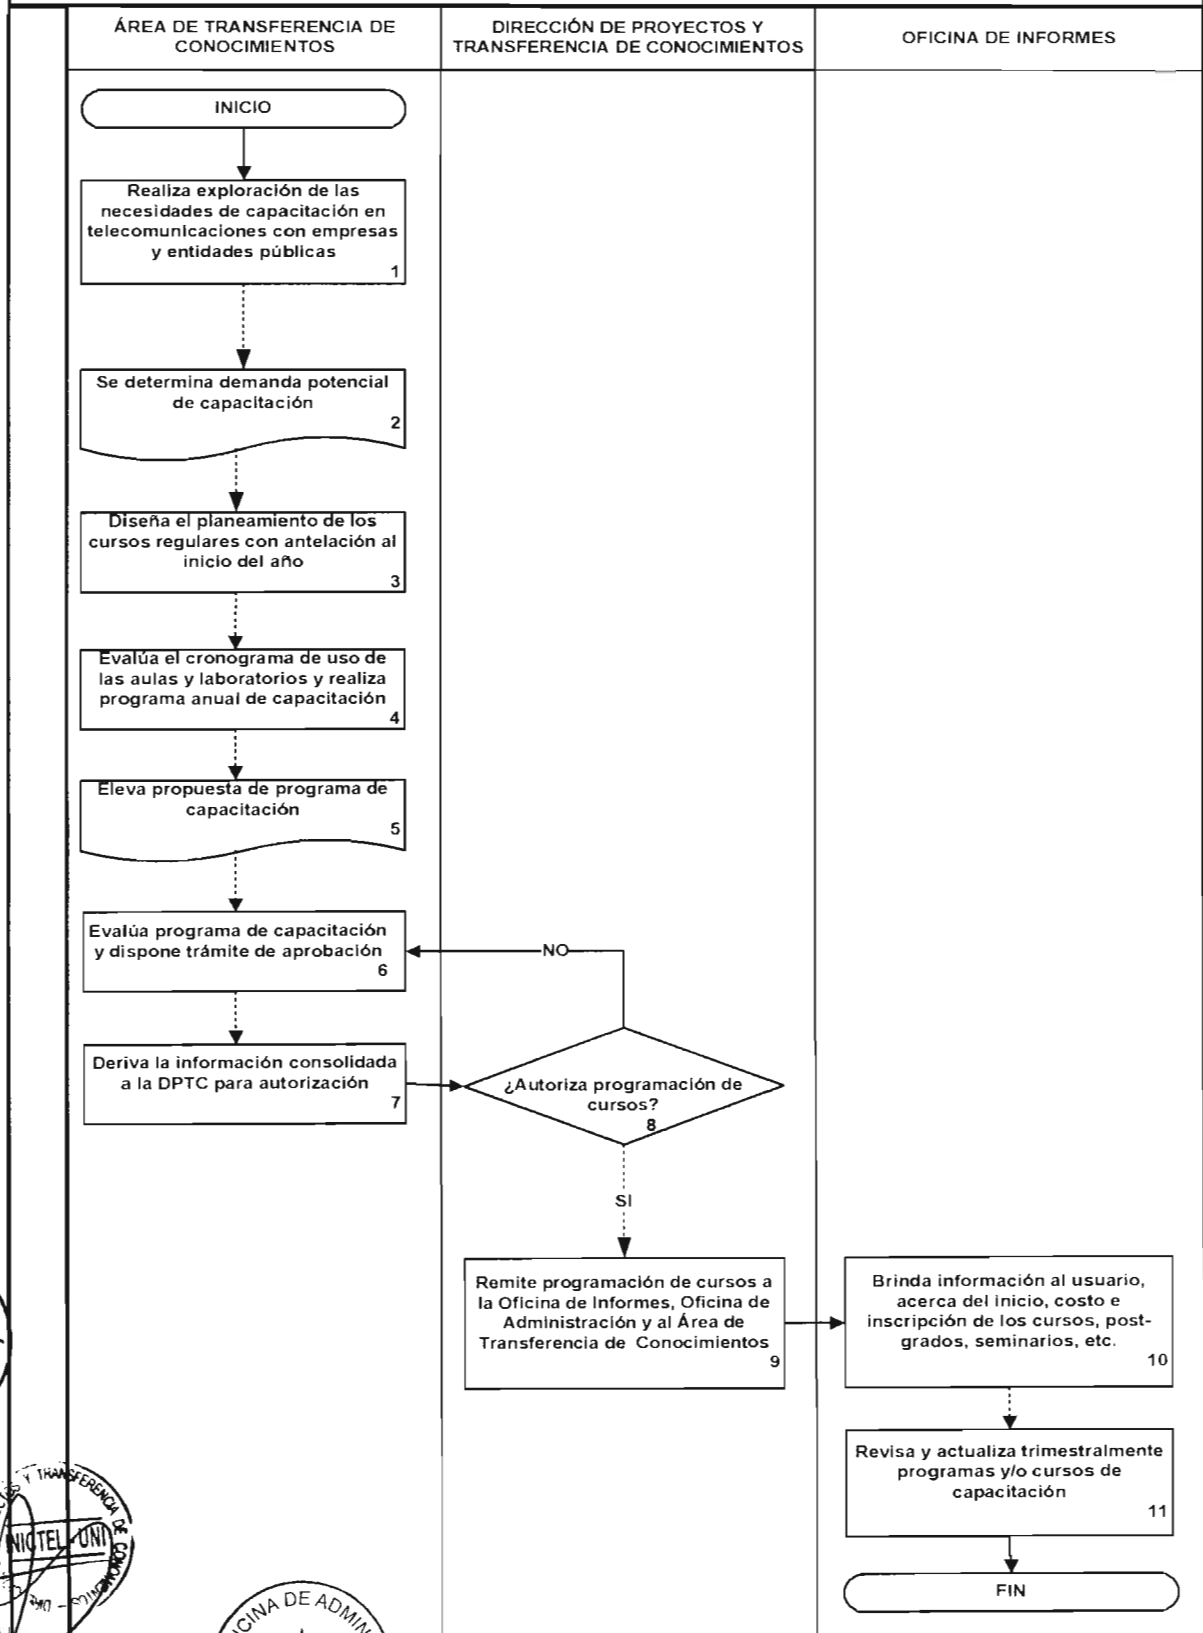 ÁREA DE TRANSFERENCIA DE
CONOCIMIENTOS
DIRECCIÓN DE PROYECTOS Y
TRANSFERENCIA DE CONOCIMIENTOS
OFICINA DE INFORMES
INICIO
Realiza exploración de las
necesidades de capacitación en
telecomunicaciones con empresas
y entidades públicas
1
Se determina demanda potencial
de capacitación
2
Diseña el planeamiento de los
cursos regulares con antelación al
inicio del año
3
Evalúa el cronograma de uso de
las aulas y laboratorios y realiza
programa anual de capacitación
4
Eleva propuesta de programa de
capacitación
5
Evalúa programa de capacitación
y dispone trámite de aprobación
6
NO
Deriva la información consolidada
a la DPTC para autorización
7
¿Autoriza programación de
cursos?
8
SI
Remite programación de cursos a
la Oficina de Informes, Oficina de
Administración y al Área de
Transferencia de Conocimientos
9
Brinda información al usuario,
acerca del inicio, costo e
inscripción de los cursos, post-
grados, seminarios, etc.
10
Revisa y actualiza trimestralmente
programas y/o cursos de
capacitación
11
FIN
Y TRANSFERENCIA DE
NICTEL-UNI